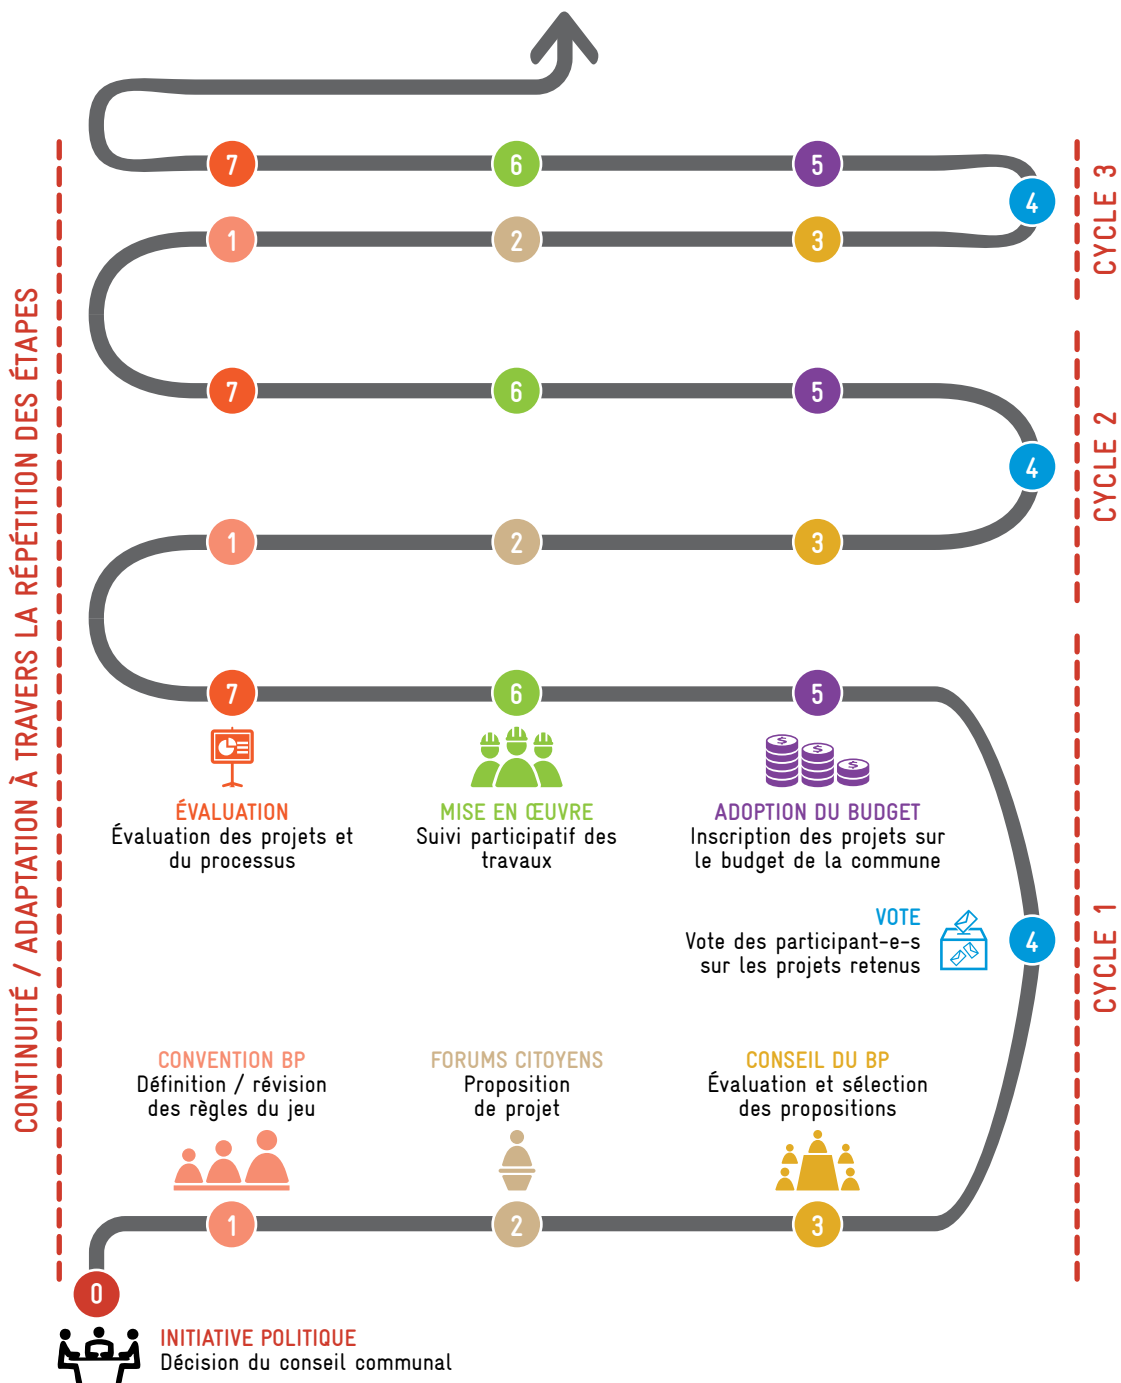 7
6
5
4
1
2
3
CYCLE 3
7
6
5
4
1
2
3
CYCLE 2
CONTINUITÉ / ADAPTATION À TRAVERS LA RÉPÉTITION DES ÉTAPES
7
6
5
ÉVALUATION
Évaluation des projets et
du processus
MISE EN ŒUVRE
Suivi participatif des
travaux
$
$
$
ADOPTION DU BUDGET
Inscription des projets sur
le budget de la commune
VOTE
Vote des participant-e-s
sur les projets retenus
4
CYCLE 1
CONVENTION BP
Définition / révision
des règles du jeu
FORUMS CITOYENS
Proposition
de projet
CONSEIL DU BP
Évaluation et sélection
des propositions
1
2
3
0
INITIATIVE POLITIQUE
Décision du conseil communal